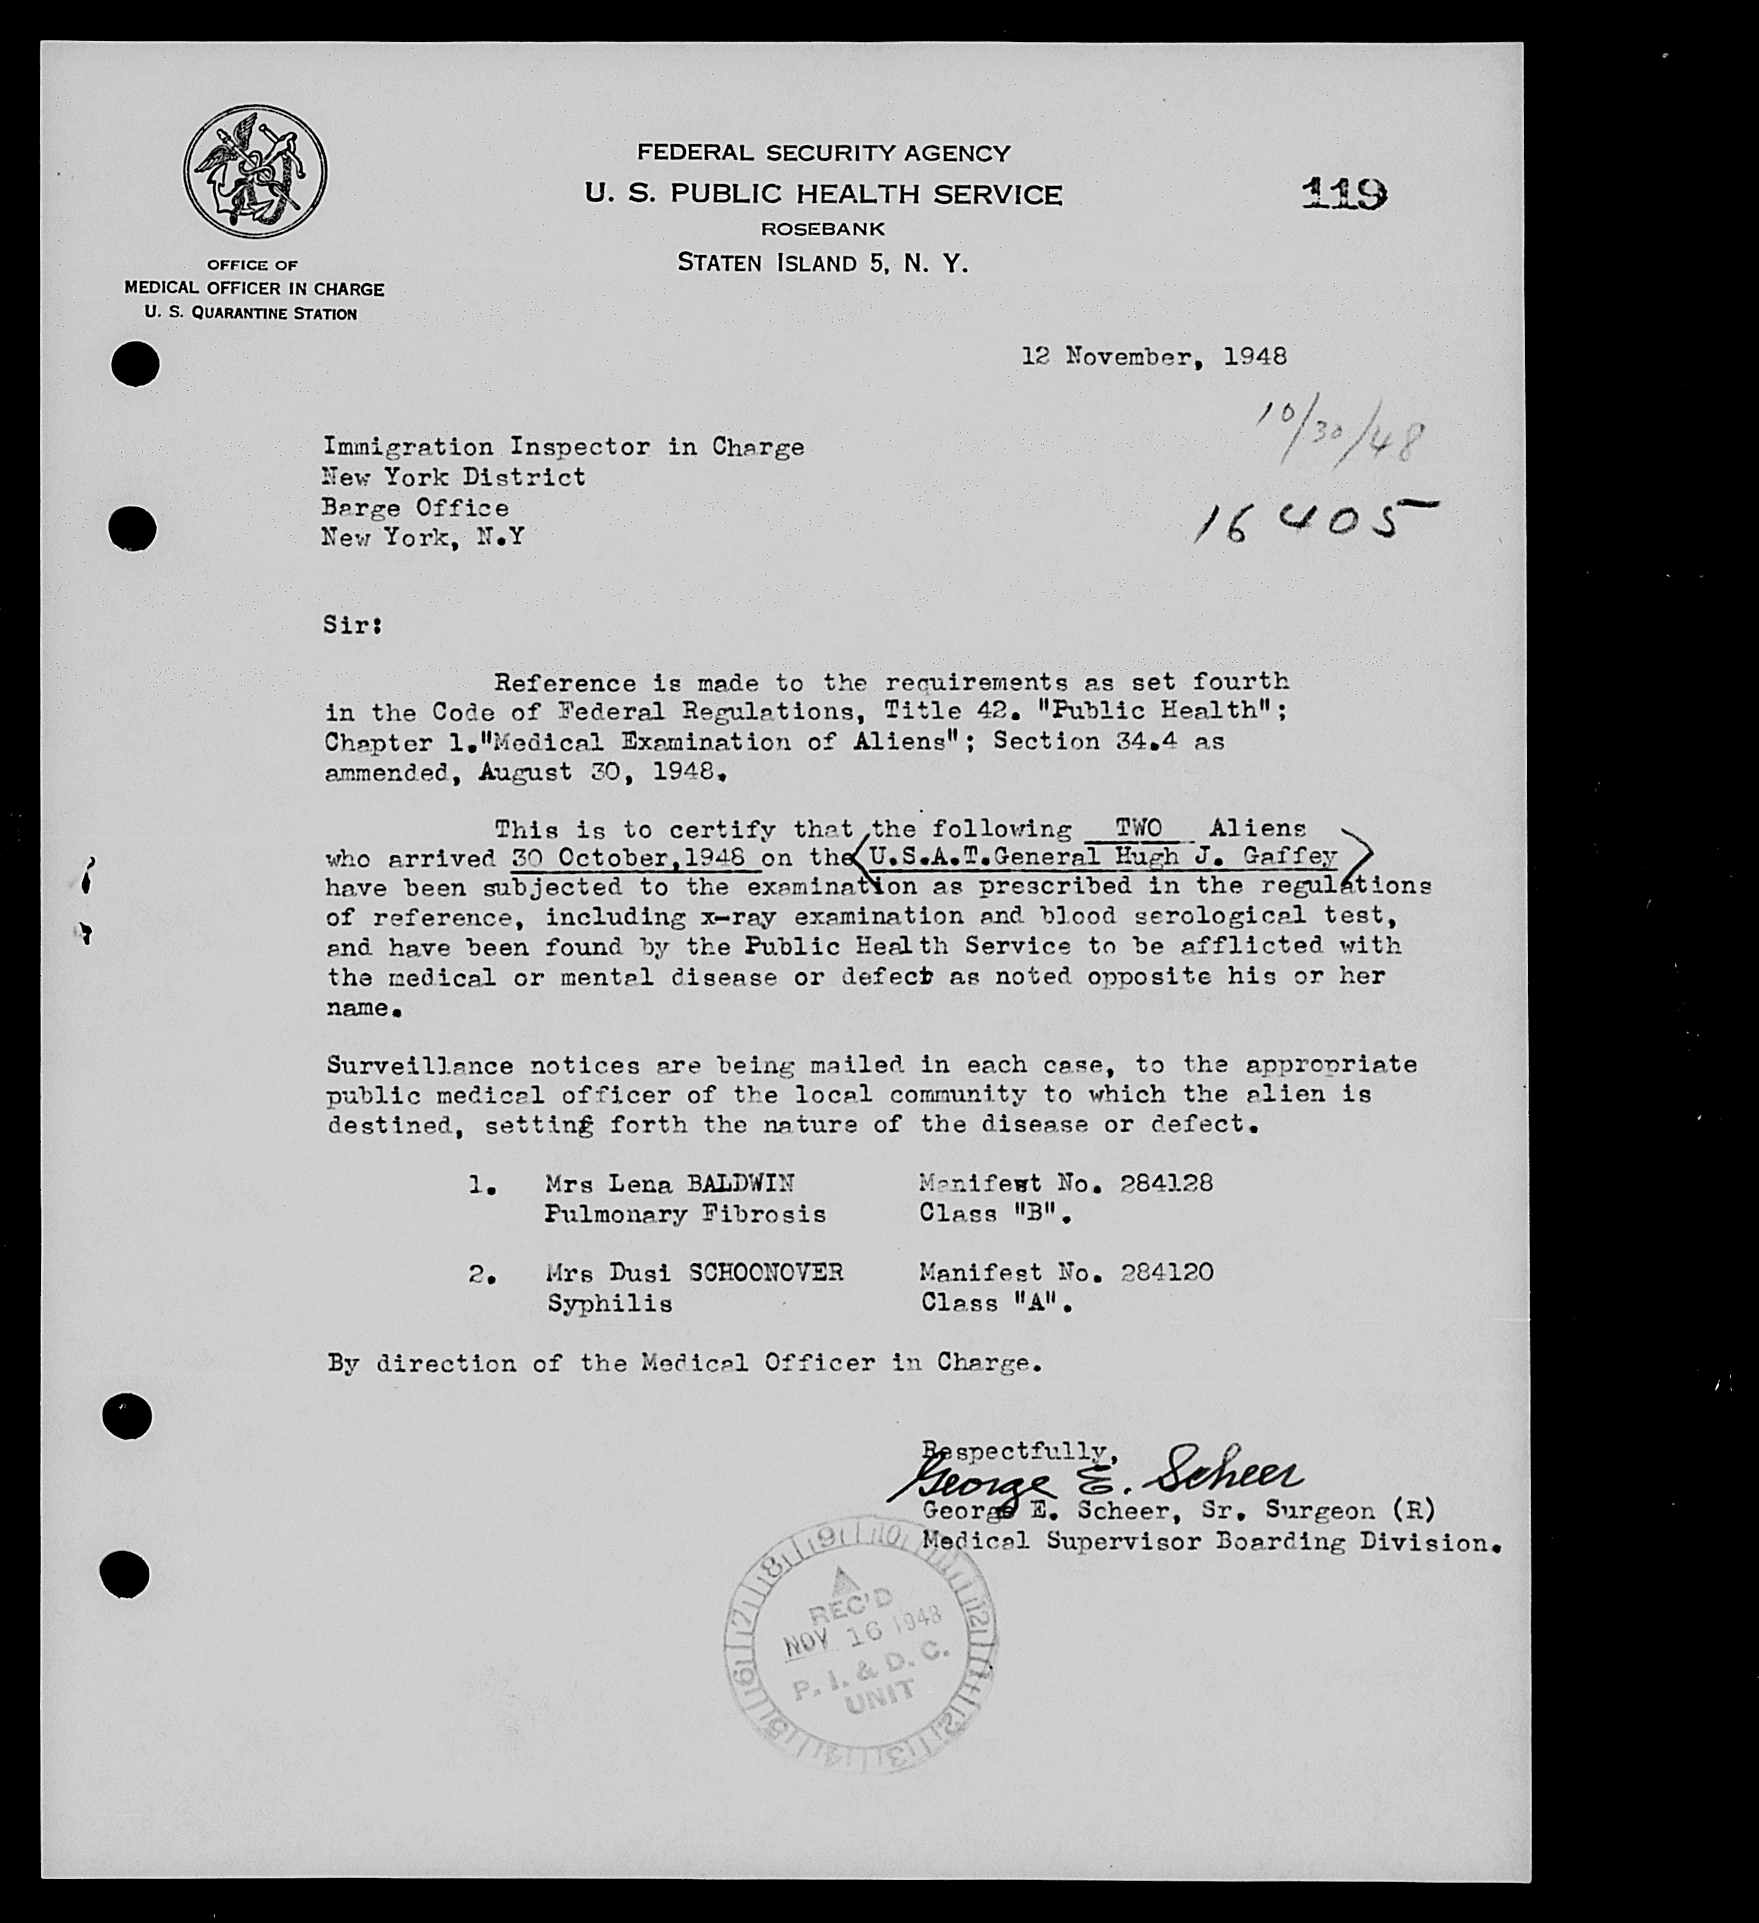 FEDERAL SECURITY AGENCY
U. S. PUBLIC HEALTH SERVICE
ROSEBANK
STATEN ISLAND 5, N. Y.
119
OFFICE OF
MEDICAL OFFICER IN CHARGE
U. S. QUARANTINE STATION
12 November, 1948
10/30/48
Immigration Inspector in Charge
New York District
Barge Office
New York, N.Y
16405
Sir:
Reference is made to the requirements as set fourth
in the Code of Federal Regulations, Title 42. "Public Health";
Chapter 1."Medical Examination of Aliens"; Section 34.4 as
ammended, August 30, 1948.
This is to certify that the following TWO Aliens
who arrived 30 October,1948 on the U.S.A.T.General Hugh J. Gaffey
have been subjected to the examination as prescribed in the regulations
of reference, including x-ray examination and blood serological test,
and have been found by the Public Health Service to be afflicted with
the medical or mental disease or defect as noted opposite his or her
name.
Surveillance notices are being mailed in each case, to the appropriate
public medical officer of the local community to which the alien is
destined, setting forth the nature of the disease or defect.
1. Mrs Lena BALDWIN Manifest No. 284128
Pulmonary Fibrosis Class "B".
2. Mrs Dusi SCHOONOVER Manifest No. 284120
Syphilis Class "A".
By direction of the Medical Officer in Charge.
Respectfully,
George E. Scheer
George E. Scheer, Sr. Surgeon (R)
Medical Supervisor Boarding Division.
REC'D
NOV 16 1948
P. I. & D. C.
UNIT